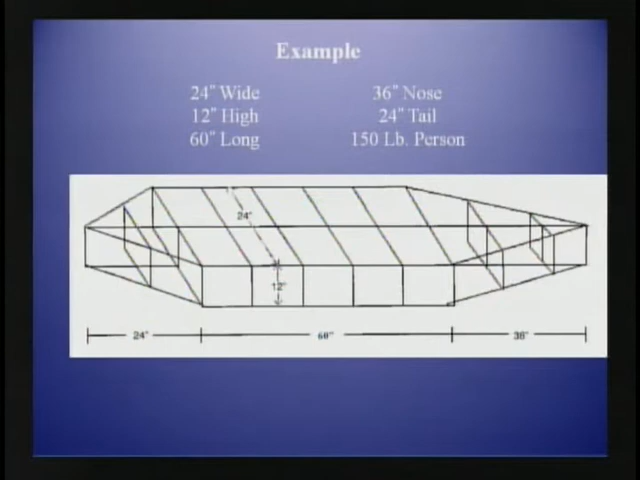 Example
24" Wide
12" High
60" Long
36" Nose
24" Tail
150 Lb. Person
24"
12"
24"
60"
36"